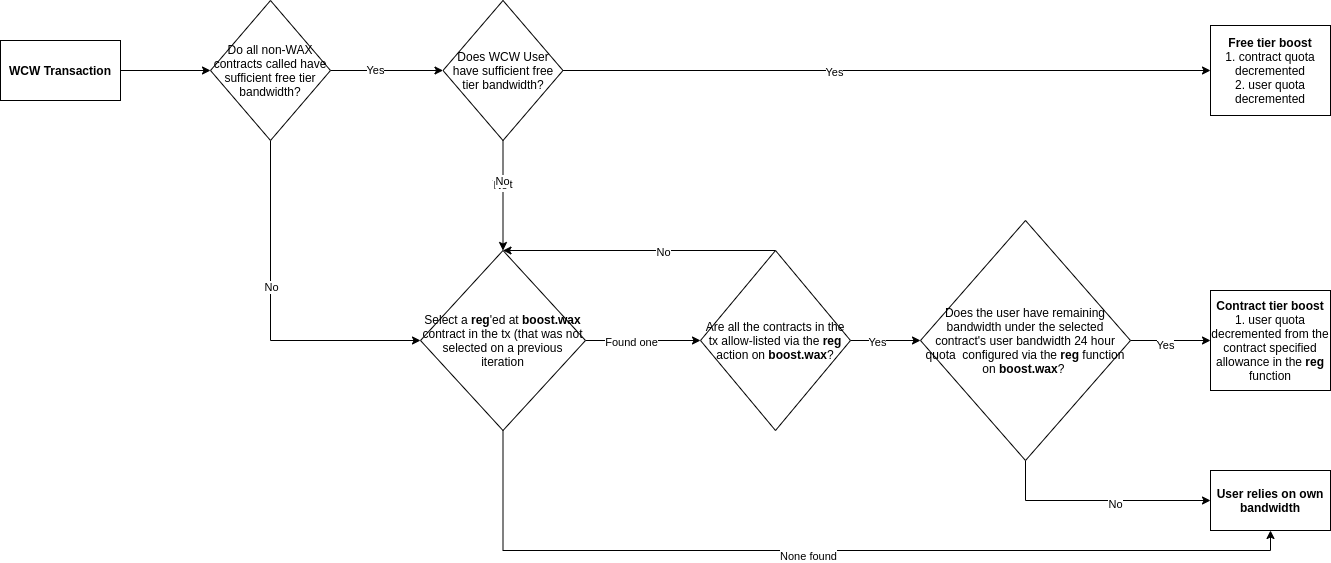 WCW Transaction
Do all non-WAX
contracts called have
sufficient free tier
bandwidth?
Yes
Does WCW User
have sufficient free
tier bandwidth?
Yes
Free tier boost
1. contract quota
decremented
2. user quota
decremented
No
No
No
Select a reg'ed at boost.wax
contract in the tx (that was not
selected on a previous
iteration
Found one
Are all the contracts in the
tx allow-listed via the reg
action on boost.wax?
Yes
Does the user have remaining
bandwidth under the selected
contract's user bandwidth 24 hour
quota configured via the reg function
on boost.wax?
Yes
Contract tier boost
1. user quota
decremented from the
contract specified
allowance in the reg
function
No
User relies on own
bandwidth
None found